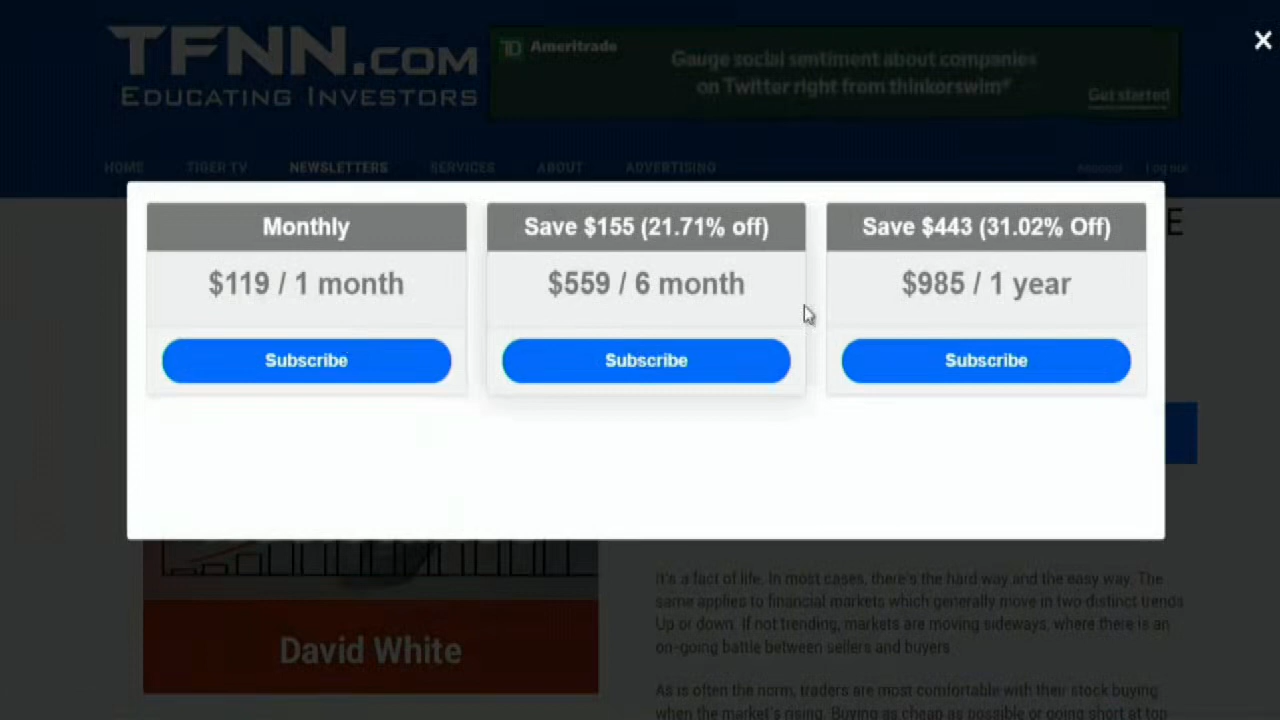 TFNN.COM
EDUCATING INVESTORS
Ameritrade
Gauge social sentiment about companies
on Twitter right from thinkorswim®
Get started
HOME TIGER TV NEWSLETTERS SERVICES ABOUT ADVERTISING Log out
E
Monthly
$119 / 1 month
Subscribe
Save $155 (21.71% off)
$559 / 6 month
Subscribe
Save $443 (31.02% Off)
$985 / 1 year
Subscribe
David White
It's a fact of life. In most cases, there's the hard way and the easy way. The
same applies to financial markets which generally move in two distinct trends
Up or down. If not trending, markets are moving sideways, where there is an
on-going battle between sellers and buyers
As is often the norm, traders are most comfortable with their stock buying
when the market's rising. Buying as cheap as possible or going short at top